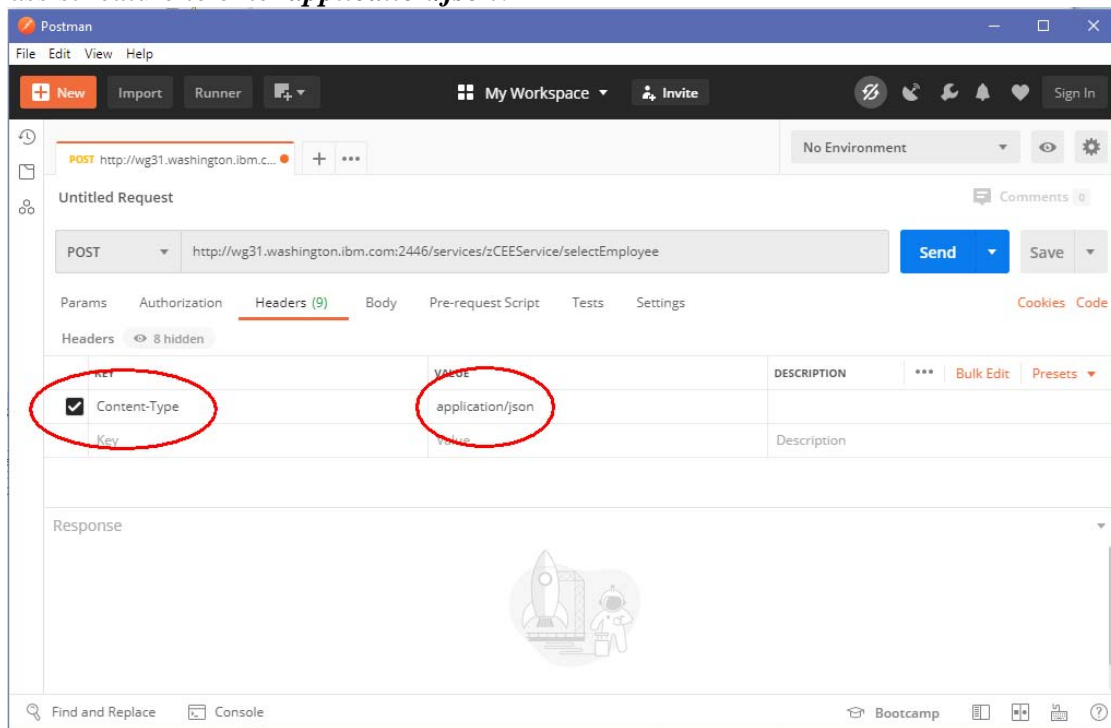 Postman
File Edit View Help
New Import Runner My Workspace Invite Sign In
POST http://wg31.washington.ibm.c... No Environment
Untitled Request Comments 0
POST http://wg31.washington.ibm.com:2446/services/zCEEService/selectEmployee Send Save
Params Authorization Headers (9) Body Pre-request Script Tests Settings Cookies Code
Headers 8 hidden
KEY VALUE DESCRIPTION Bulk Edit Presets
Content-Type application/json
Key Value Description
Response
Find and Replace Console Bootcamp